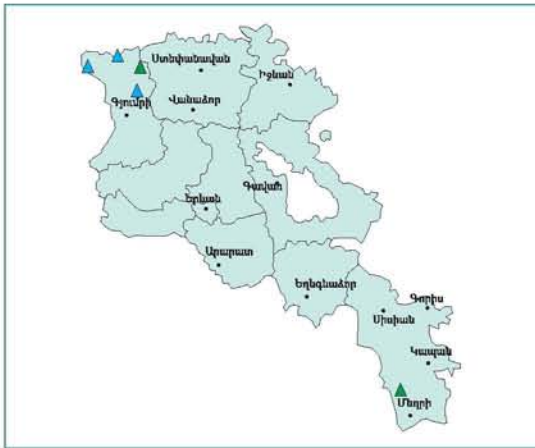 Ստեփանավան
Իջևան
Գյումրի
Վանաձոր
Գավառ
Երևան
Արարատ
Եղեգնաձոր
Գորիս
Սիսիան
Կապան
Մեղրի